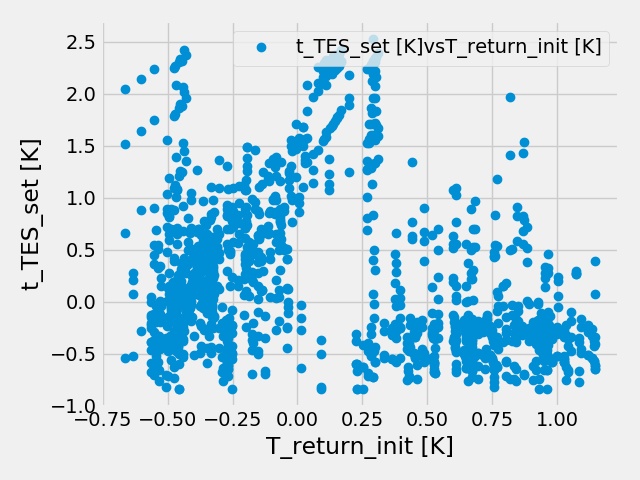 t_TES_set [K]vsT_return_init [K]
2.5
2.0
1.5
1.0
0.5
0.0
−0.5
−1.0
t_TES_set [K]
−0.75 −0.50 −0.25 0.00 0.25 0.50 0.75 1.00
T_return_init [K]